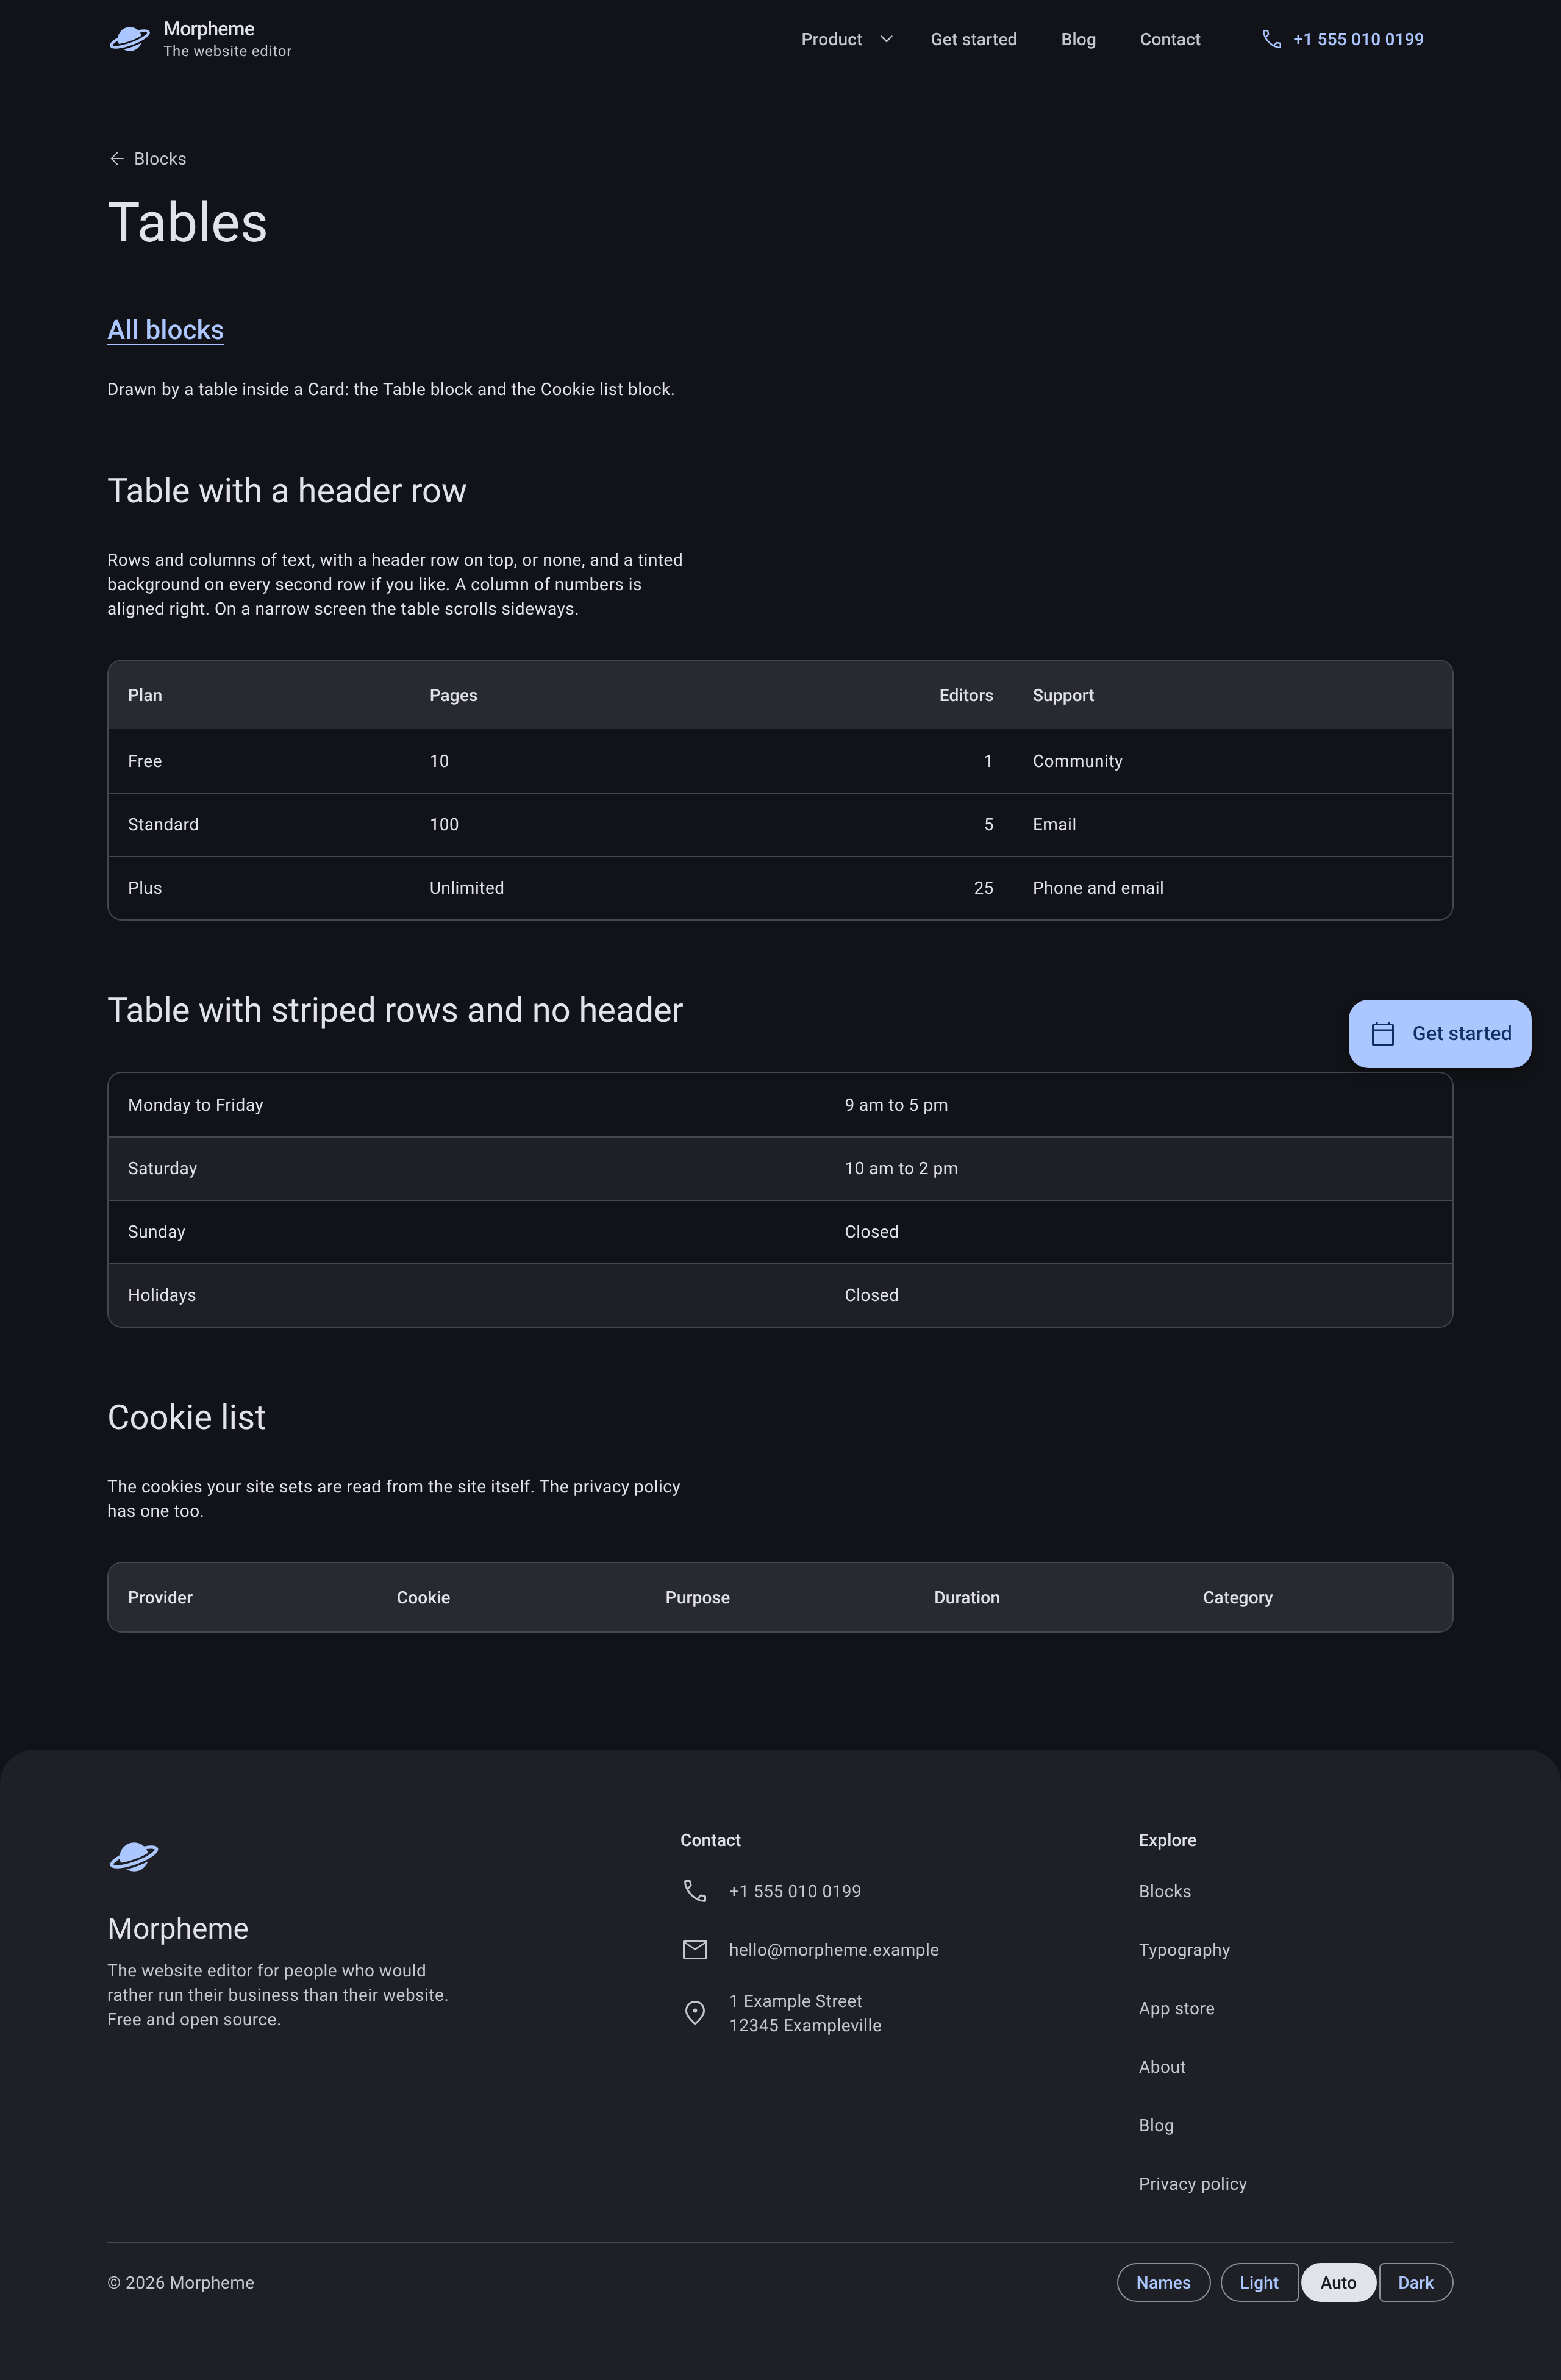 Morpheme
The website editor
Product
Get started
Blog
Contact
+1 555 010 0199
Blocks
Tables
All blocks
Drawn by a table inside a Card: the Table block and the Cookie list block.
Table with a header row
Rows and columns of text, with a header row on top, or none, and a tinted
background on every second row if you like. A column of numbers is
aligned right. On a narrow screen the table scrolls sideways.
Plan Pages Editors Support
Free 10 1 Community
Standard 100 5 Email
Plus Unlimited 25 Phone and email
Table with striped rows and no header
Get started
Monday to Friday 9 am to 5 pm
Saturday 10 am to 2 pm
Sunday Closed
Holidays Closed
Cookie list
The cookies your site sets are read from the site itself. The privacy policy
has one too.
Provider Cookie Purpose Duration Category
Morpheme
The website editor for people who would
rather run their business than their website.
Free and open source.
Contact
+1 555 010 0199
hello@morpheme.example
1 Example Street
12345 Exampleville
Explore
Blocks
Typography
App store
About
Blog
Privacy policy
© 2026 Morpheme
Names
Light
Auto
Dark